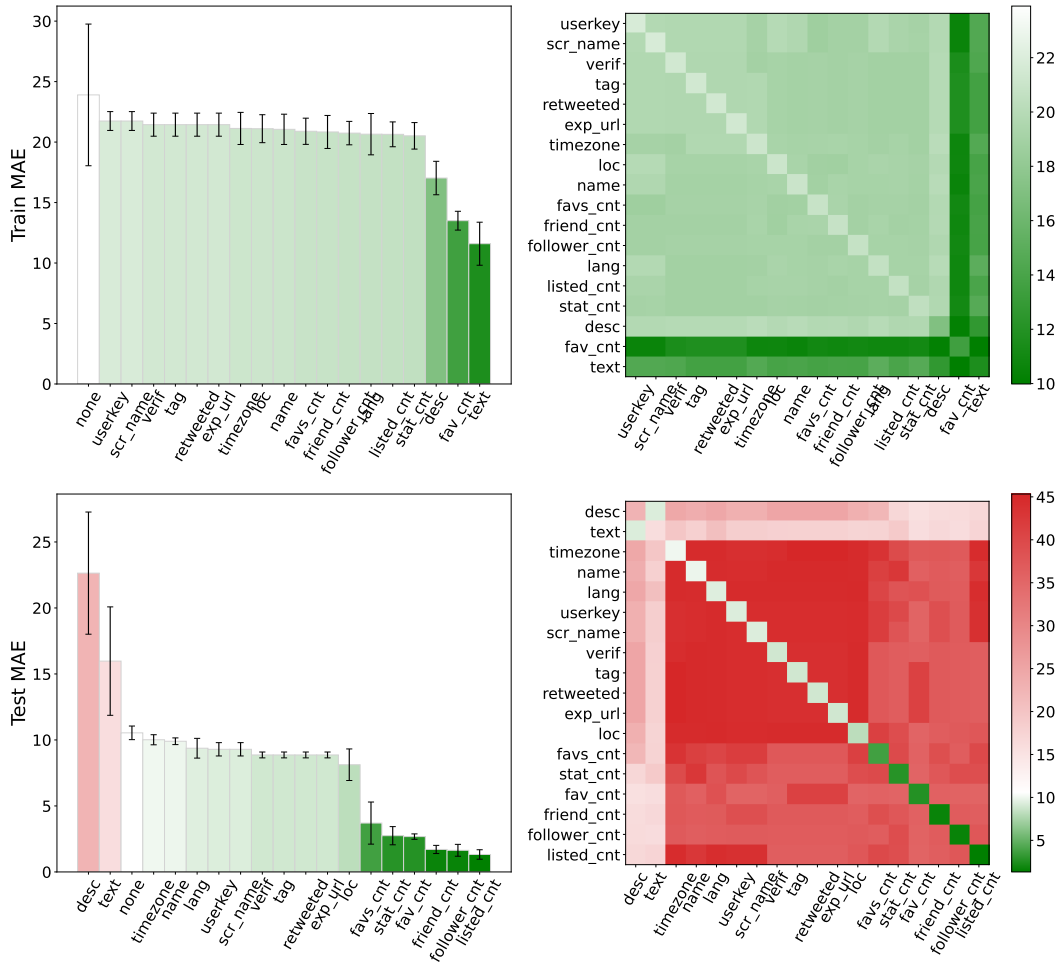 30
25
20
15
10
5
0
Train MAE
none
userkey
scr_name
verif
tag
retweeted
exp_url
timezone
loc
name
favs_cnt
friend_cnt
follower_cnt
lang
listed_cnt
stat_cnt
desc
fav_cnt
text
userkey
scr_name
verif
tag
retweeted
exp_url
timezone
loc
name
favs_cnt
friend_cnt
follower_cnt
lang
listed_cnt
stat_cnt
desc
fav_cnt
text
userkey
scr_name
verif
tag
retweeted
exp_url
timezone
loc
name
favs_cnt
friend_cnt
follower_cnt
lang
listed_cnt
stat_cnt
desc
fav_cnt
text
22
20
18
16
14
12
10
25
20
15
10
5
0
Test MAE
desc
text
none
timezone
name
lang
userkey
scr_name
verif
tag
retweeted
exp_url
loc
favs_cnt
stat_cnt
fav_cnt
friend_cnt
follower_cnt
listed_cnt
desc
text
timezone
name
lang
userkey
scr_name
verif
tag
retweeted
exp_url
loc
favs_cnt
stat_cnt
fav_cnt
friend_cnt
follower_cnt
listed_cnt
desc
text
timezone
name
lang
userkey
scr_name
verif
tag
retweeted
exp_url
loc
favs_cnt
stat_cnt
fav_cnt
friend_cnt
follower_cnt
listed_cnt
45
40
35
30
25
20
15
10
5